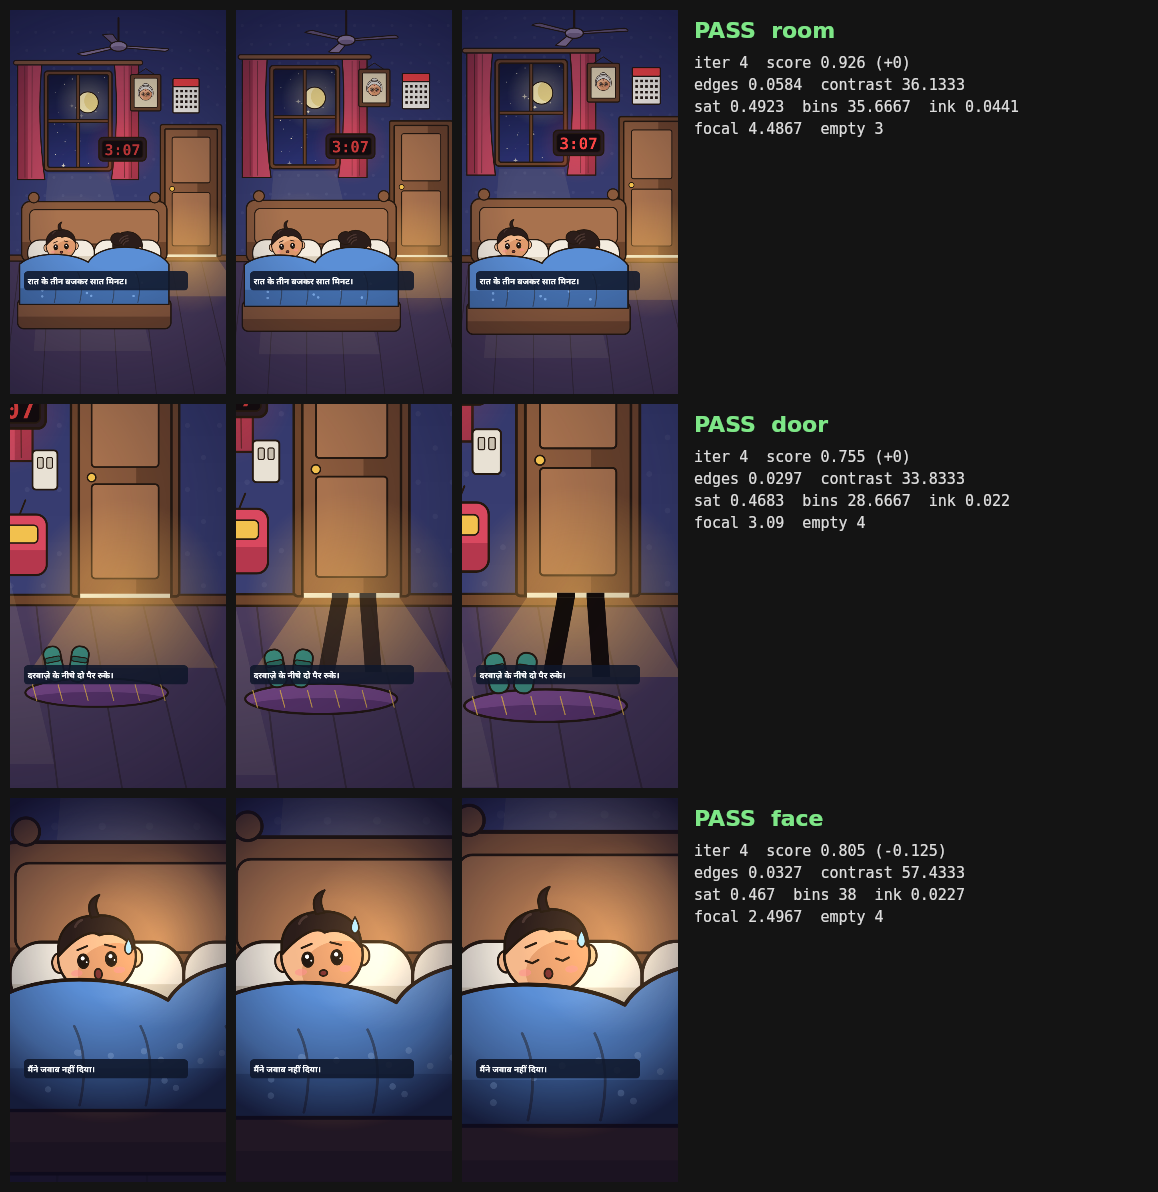 3:07
3:07
3:07
रात के तीन बजकर सात मिनट।
रात के तीन बजकर सात मिनट।
रात के तीन बजकर सात मिनट।
PASS room
iter 4 score 0.926 (+0)
edges 0.0584 contrast 36.1333
sat 0.4923 bins 35.6667 ink 0.0441
focal 4.4867 empty 3
07
दरवाज़े के नीचे दो पैर रुके।
दरवाज़े के नीचे दो पैर रुके।
दरवाज़े के नीचे दो पैर रुके।
PASS door
iter 4 score 0.755 (+0)
edges 0.0297 contrast 33.8333
sat 0.4683 bins 28.6667 ink 0.022
focal 3.09 empty 4
मैंने जवाब नहीं दिया।
मैंने जवाब नहीं दिया।
मैंने जवाब नहीं दिया।
PASS face
iter 4 score 0.805 (-0.125)
edges 0.0327 contrast 57.4333
sat 0.467 bins 38 ink 0.0227
focal 2.4967 empty 4